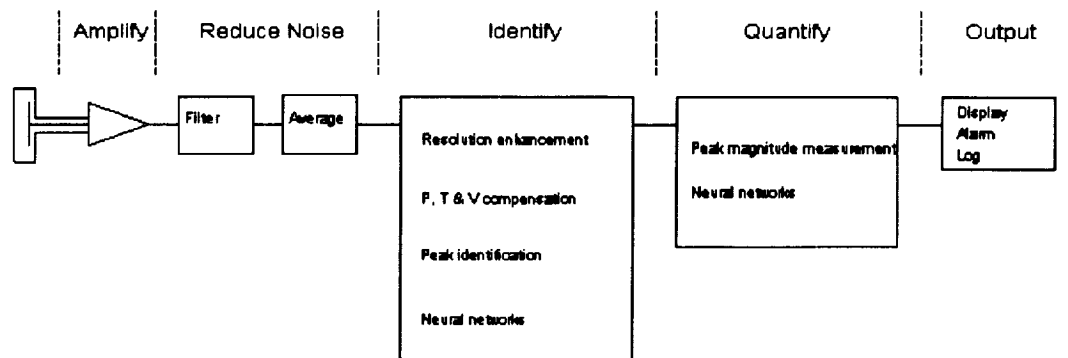 Amplify
Reduce Noise
Identify
Quantify
Output
Filter
Average
Resolution enhancement
P, T & V compensation
Peak identification
Neural networks
Peak magnitude measurement
Neural networks
Display
Alarm
Log